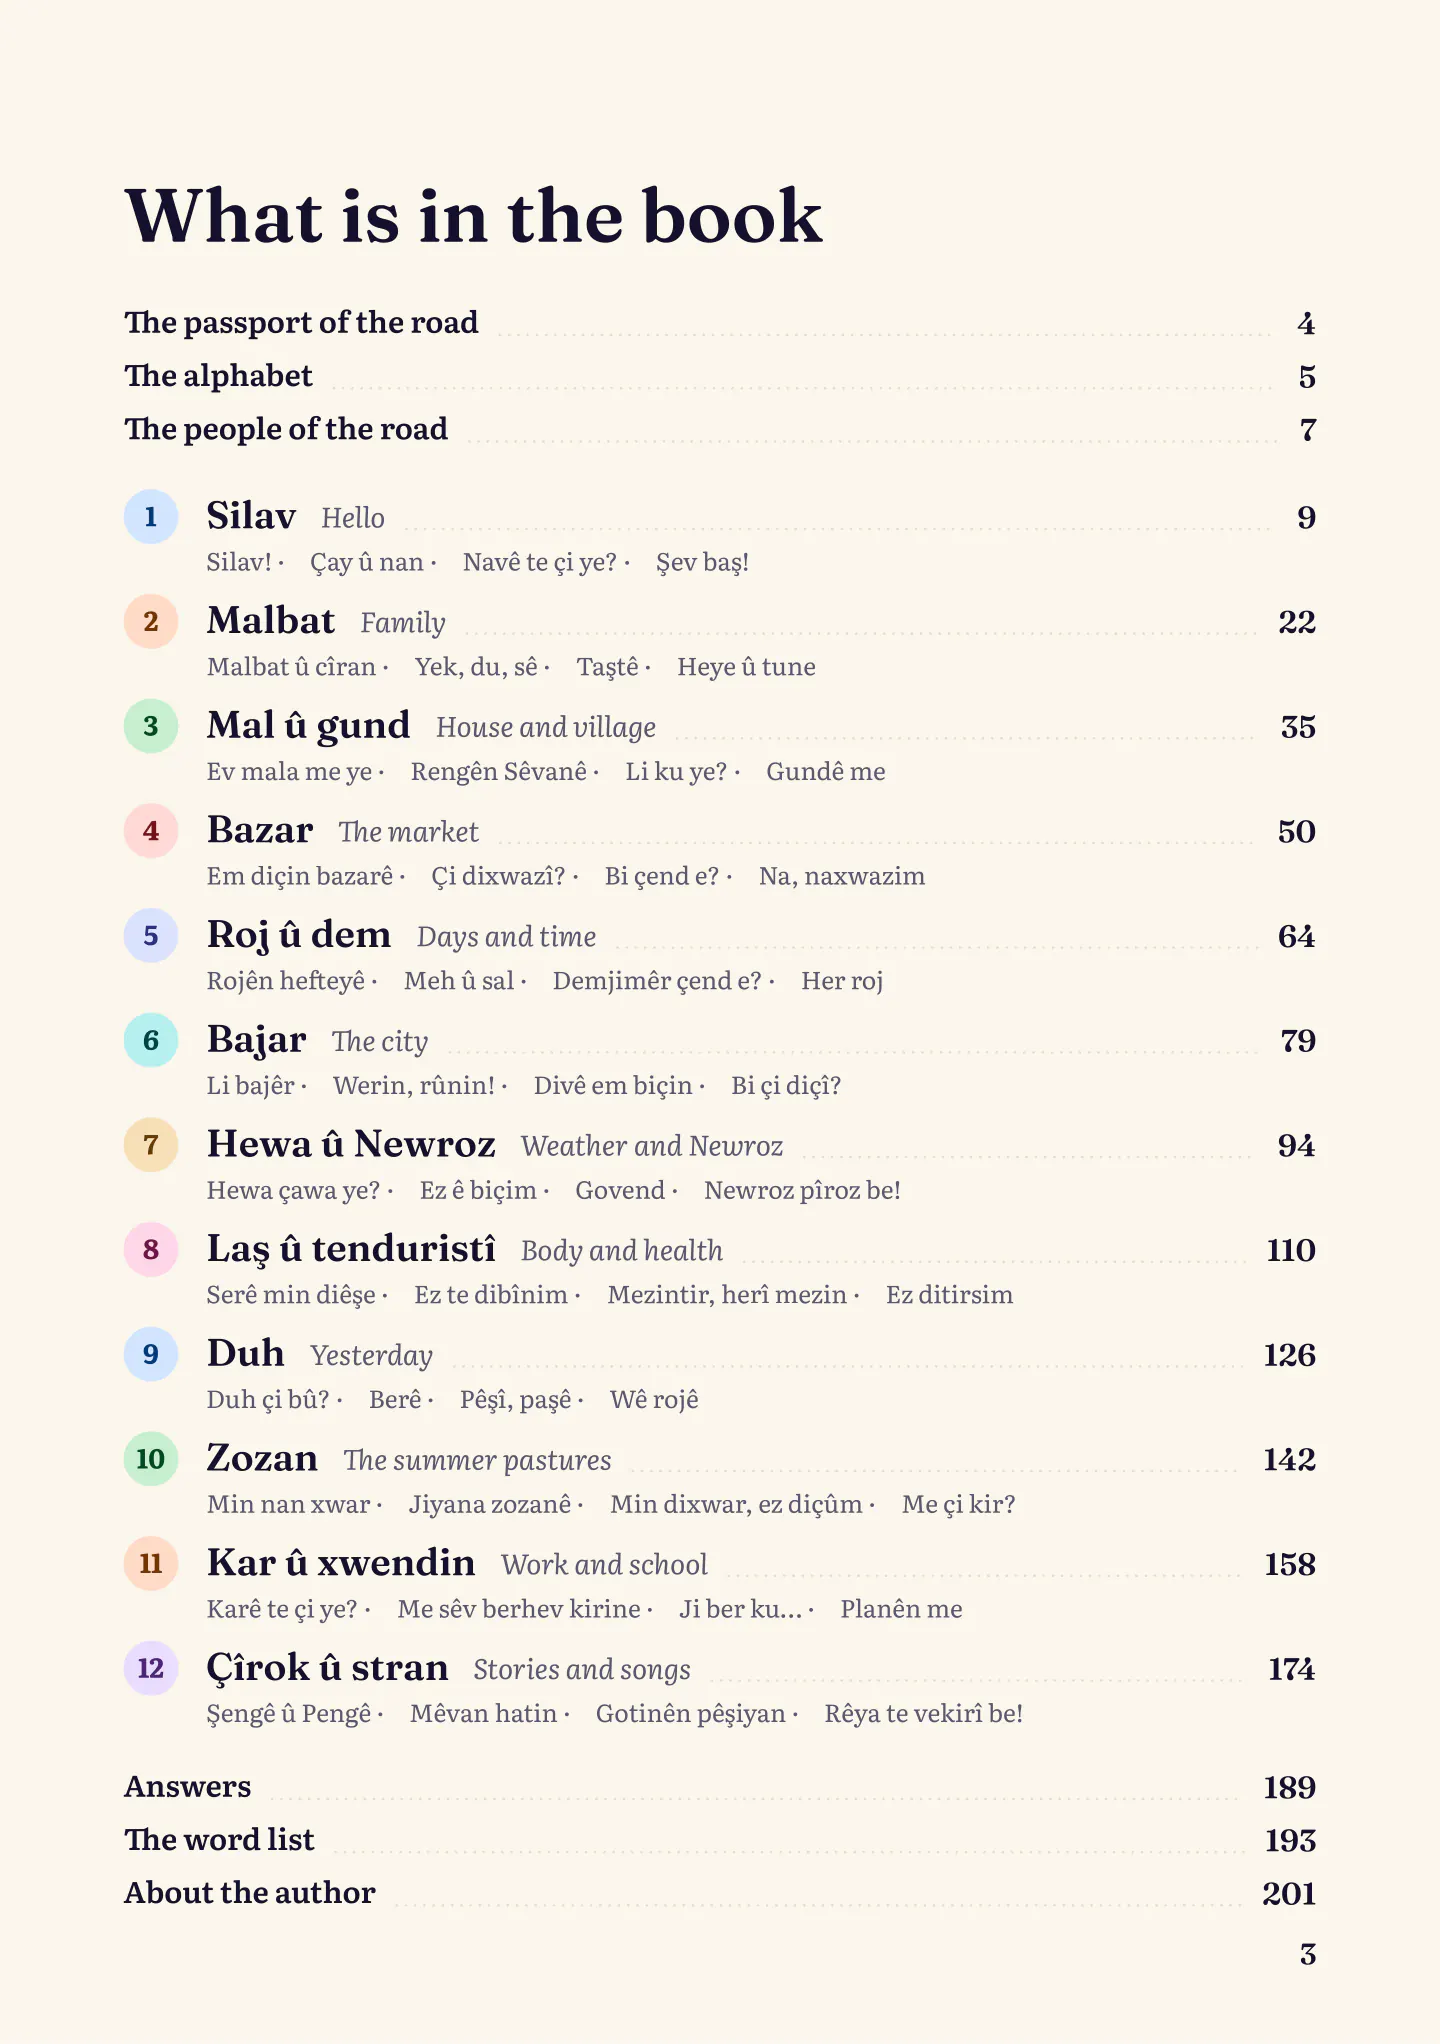 What is in the book
The passport of the road 4
The alphabet 5
The people of the road 7
1 Silav Hello 9
Silav! · Çay û nan · Navê te çi ye? · Şev baş!
2 Malbat Family 22
Malbat û cîran · Yek, du, sê · Taştê · Heye û tune
3 Mal û gund House and village 35
Ev mala me ye · Rengên Sêvanê · Li ku ye? · Gundê me
4 Bazar The market 50
Em diçin bazarê · Çi dixwazî? · Bi çend e? · Na, naxwazim
5 Roj û dem Days and time 64
Rojên hefteyê · Meh û sal · Demjimêr çend e? · Her roj
6 Bajar The city 79
Li bajêr · Werin, rûnin! · Divê em biçin · Bi çi diçî?
7 Hewa û Newroz Weather and Newroz 94
Hewa çawa ye? · Ez ê biçim · Govend · Newroz pîroz be!
8 Laş û tenduristî Body and health 110
Serê min diêşe · Ez te dibînim · Mezintir, herî mezin · Ez ditirsim
9 Duh Yesterday 126
Duh çi bû? · Berê · Pêşî, paşê · Wê rojê
10 Zozan The summer pastures 142
Min nan xwar · Jiyana zozanê · Min dixwar, ez diçûm · Me çi kir?
11 Kar û xwendin Work and school 158
Karê te çi ye? · Me sêv berhev kirine · Ji ber ku... · Planên me
12 Çîrok û stran Stories and songs 174
Şengê û Pengê · Mêvan hatin · Gotinên pêşiyan · Rêya te vekirî be!
Answers 189
The word list 193
About the author 201
3